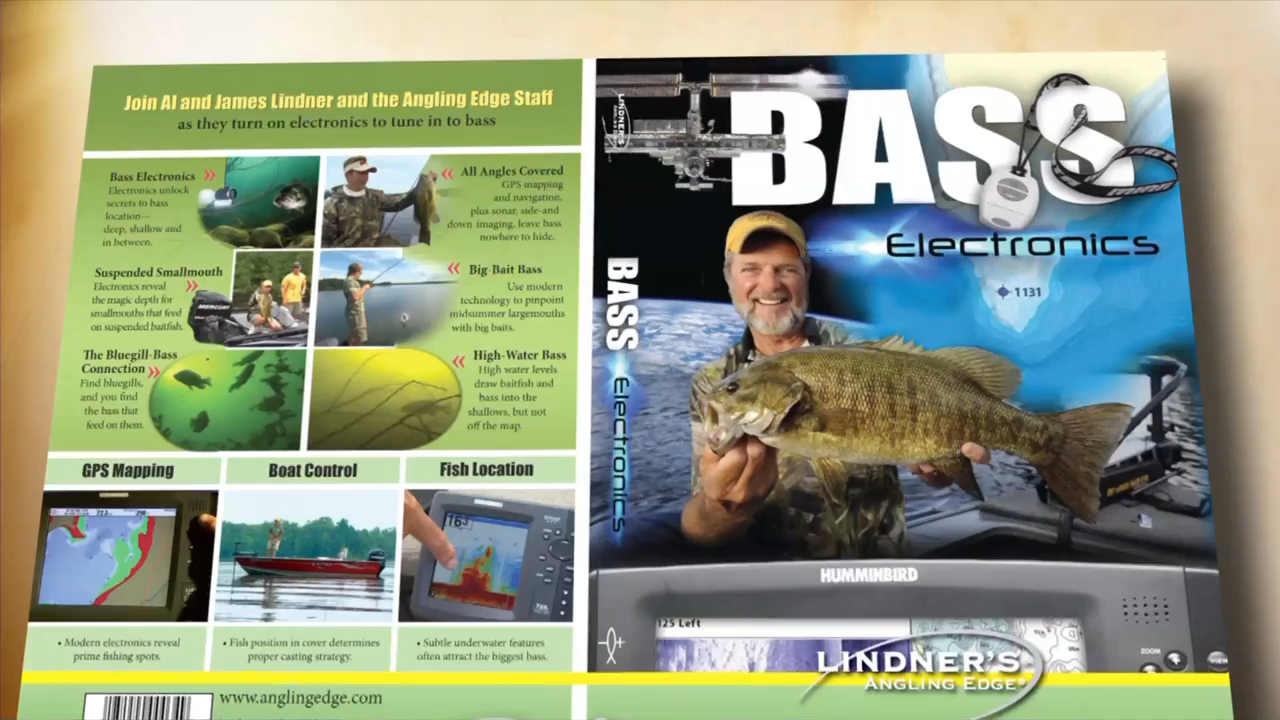 Join Al and James Lindner and the Angling Edge Staff
as they turn on electronics to tune in to bass
Bass Electronics »
Electronics unlock
secrets to bass
location—
deep, shallow and
in between.
« All Angles Covered
GPS mapping
and navigation,
plus sonar, side-and
down imaging, leave bass
nowhere to hide.
Suspended Smallmouth
»
Electronics reveal
the magic depth for
smallmouths that feed
on suspended baitfish.
« Big-Bait Bass
Use modern
technology to pinpoint
midsummer largemouths
with big baits.
The Bluegill-Bass
Connection »
Find bluegills,
and you find
the bass that
feed on them.
« High-Water Bass
High water levels
draw baitfish and
bass into the
shallows, but not
off the map.
GPS Mapping
Boat Control
Fish Location
MERCURY
163
• Modern electronics reveal
prime fishing spots.
• Fish position in cover determines
proper casting strategy.
• Subtle underwater features
often attract the biggest bass.
www.anglingedge.com
LINDNER'S
ANGLING EDGE
BASS Electronics
BASS
Electronics
1131
HUMMINBIRD
125 Left
ZOOM
VIEW
LINDNER'S
ANGLING EDGE